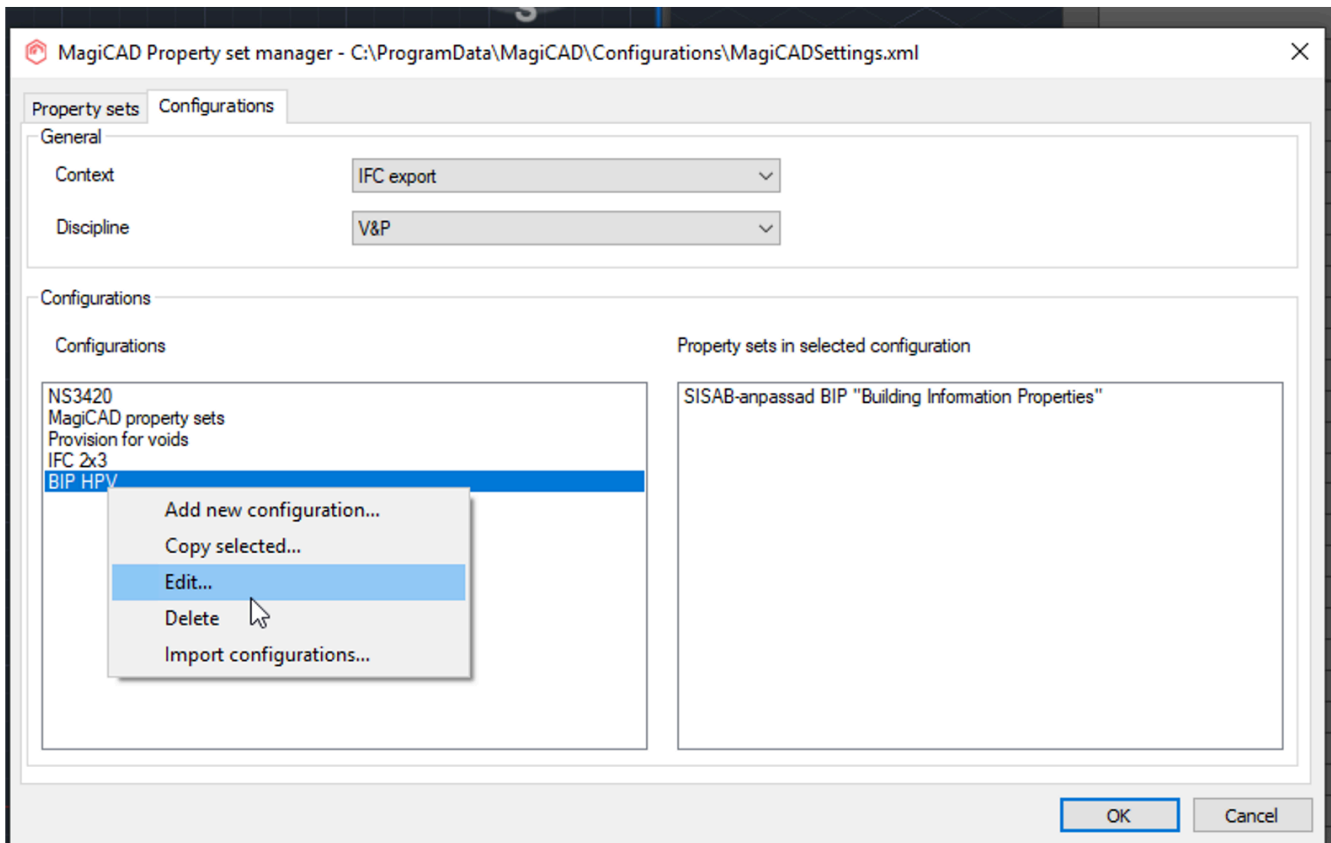 S
MagiCAD Property set manager - C:\ProgramData\MagiCAD\Configurations\MagiCADSettings.xml
Property sets
Configurations
General
Context
IFC export
Discipline
V&P
Configurations
Configurations
Property sets in selected configuration
NS3420
MagiCAD property sets
Provision for voids
IFC 2x3
BIP HPV
SISAB-anpassad BIP "Building Information Properties"
Add new configuration...
Copy selected...
Edit...
Delete
Import configurations...
OK
Cancel